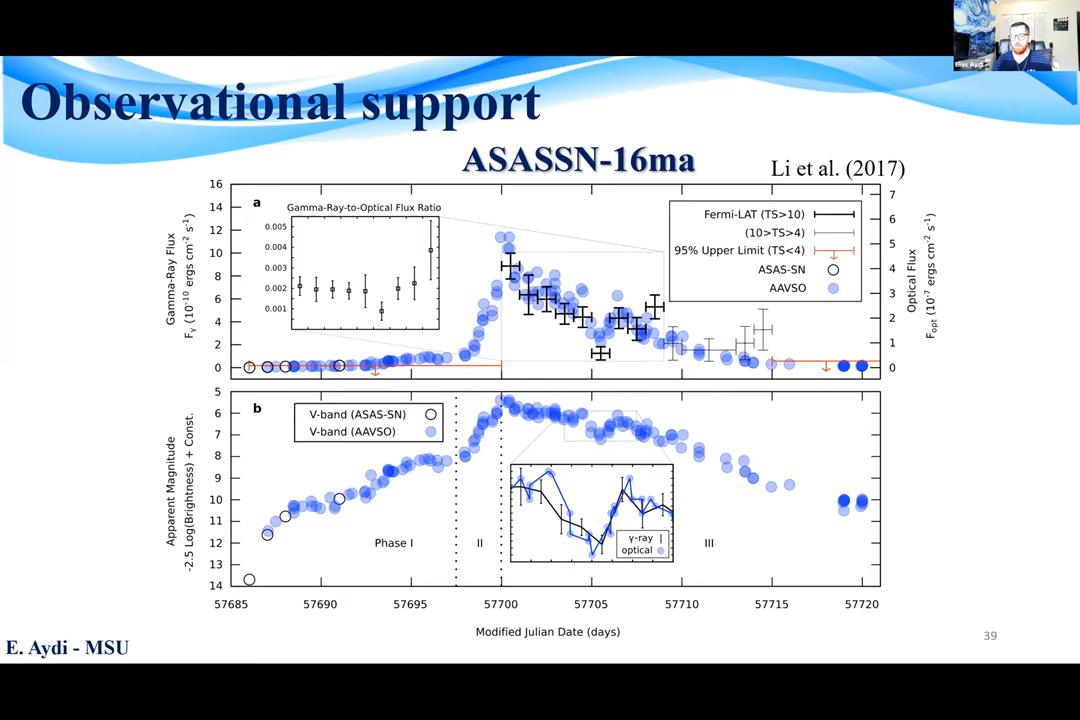 Elias Aydi
Observational support
ASASSN-16ma
Li et al. (2017)
a
Gamma-Ray-to-Optical Flux Ratio
0.005
0.004
0.003
0.002
0.001
16
14
12
10
8
6
4
2
0
Gamma-Ray Flux
Fγ (10-10 ergs cm-2 s-1)
Fermi-LAT (TS>10)
(10>TS>4)
95% Upper Limit (TS<4)
ASAS-SN
AAVSO
7
6
5
4
3
2
1
0
Optical Flux
Fopt (10-7 ergs cm-2 s-1)
b
V-band (ASAS-SN)
V-band (AAVSO)
5
6
7
8
9
10
11
12
13
14
Apparent Magnitude
-2.5 Log(Brightness) + Const.
Phase I
II
III
γ-ray
optical
57685 57690 57695 57700 57705 57710 57715 57720
Modified Julian Date (days)
E. Aydi - MSU
39